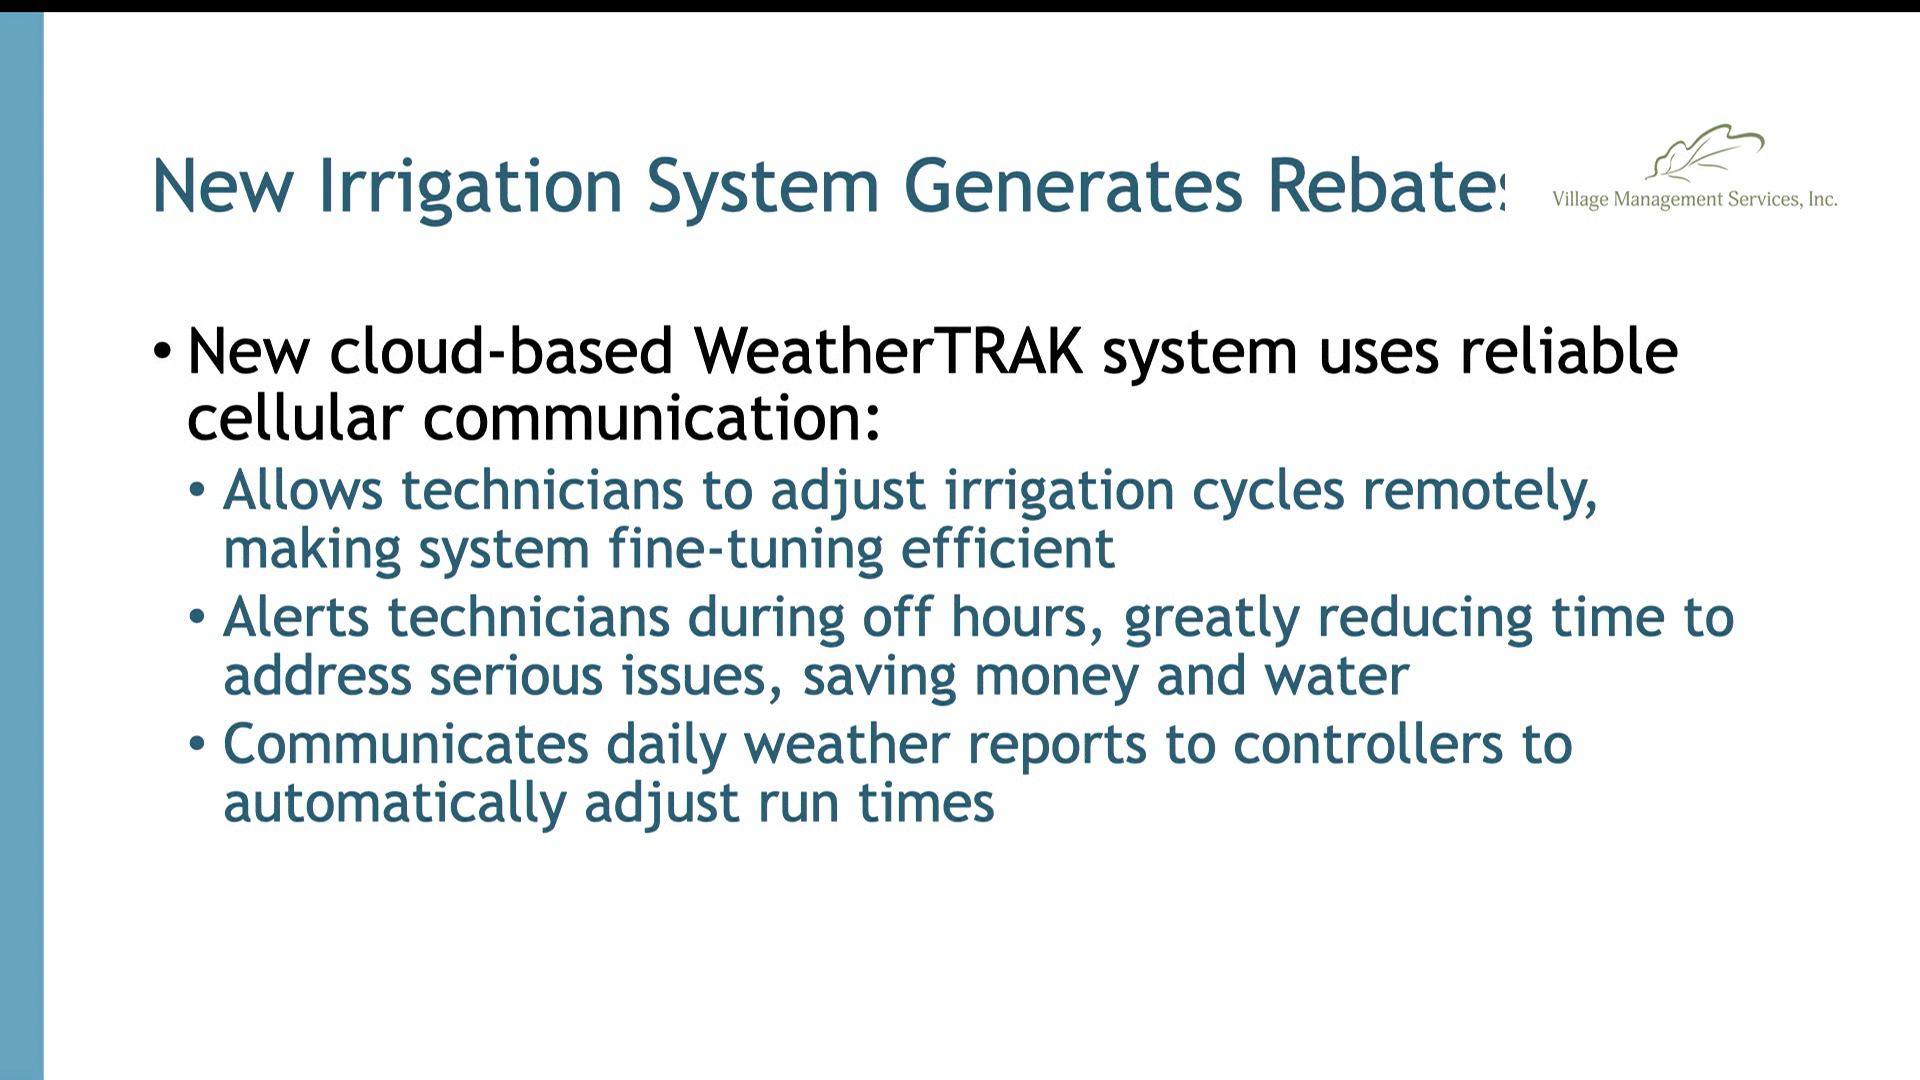 New Irrigation System Generates Rebates
Village Management Services, Inc.
• New cloud-based WeatherTRAK system uses reliable
cellular communication:
• Allows technicians to adjust irrigation cycles remotely,
making system fine-tuning efficient
• Alerts technicians during off hours, greatly reducing time to
address serious issues, saving money and water
• Communicates daily weather reports to controllers to
automatically adjust run times